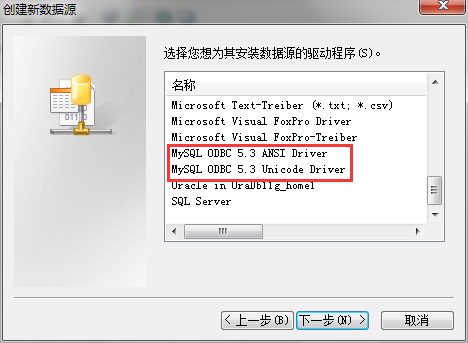 创建新数据源
选择您想为其安装数据源的驱动程序(S)。
名称
Microsoft Text-Treiber (*.txt; *.csv)
Microsoft Visual FoxPro Driver
Microsoft Visual FoxPro-Treiber
MySQL ODBC 5.3 ANSI Driver
MySQL ODBC 5.3 Unicode Driver
Oracle in OraDb11g_home1
SQL Server
< 上一步(B)
下一步(N) >
取消